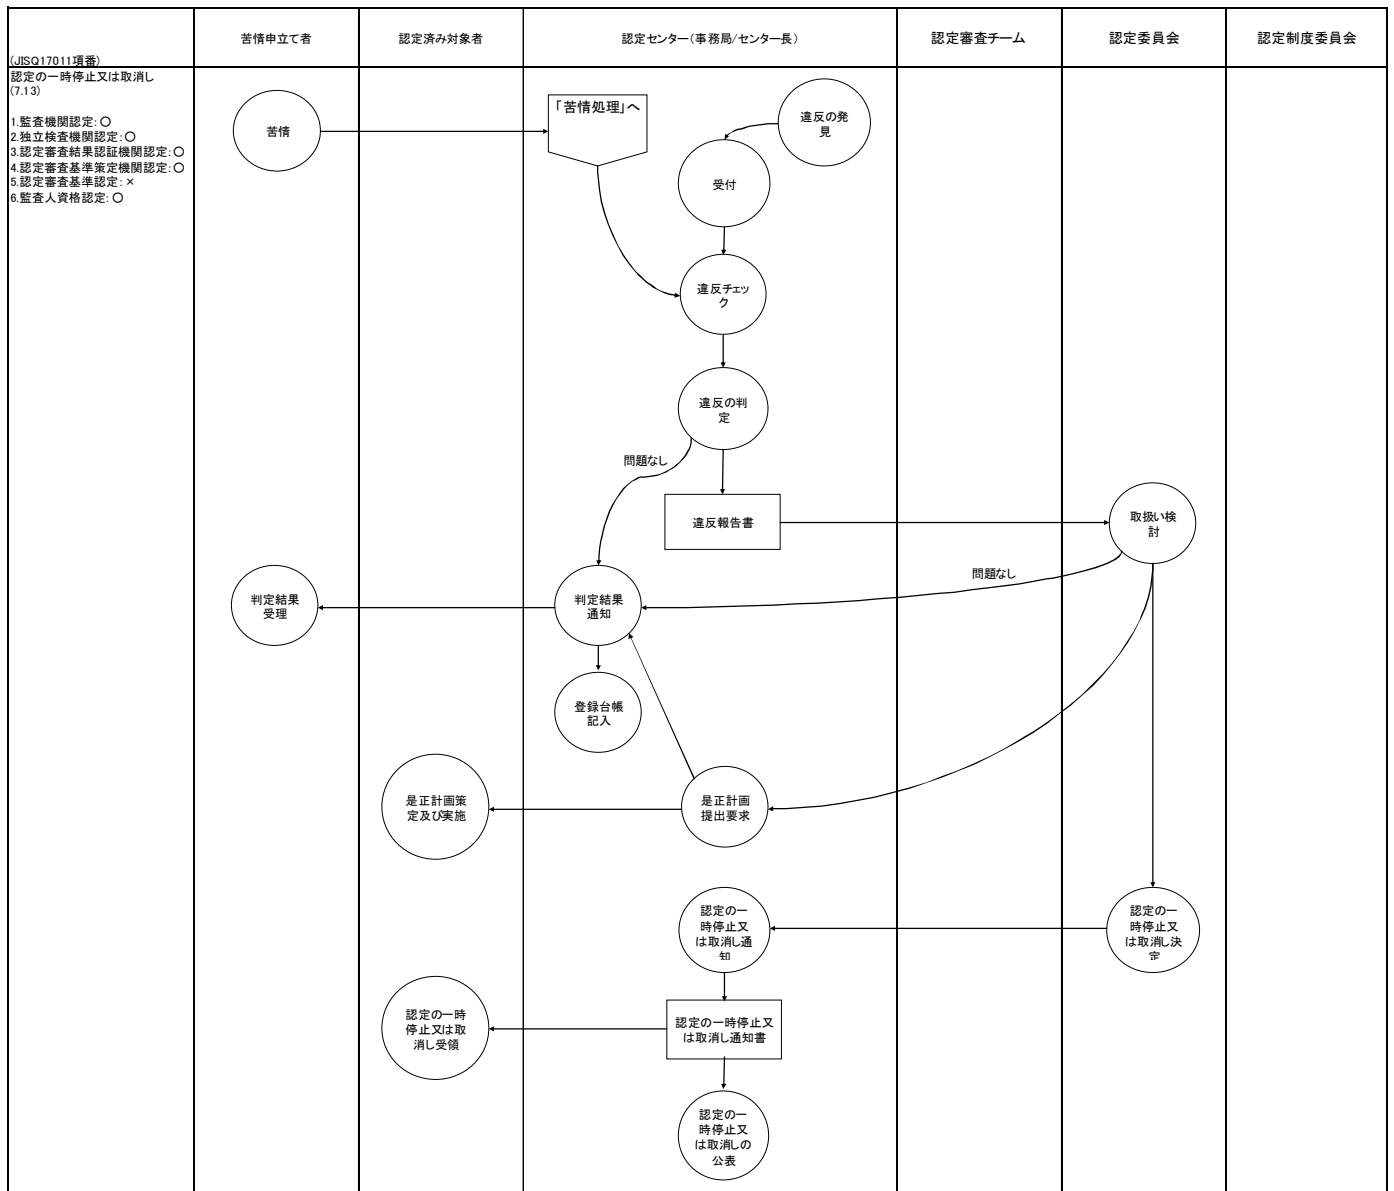 苦情申立て者
認定済み対象者
認定センター(事務局/センター長)
認定審査チーム
認定委員会
認定制度委員会
(JISQ17011項番)
認定の一時停止又は取消し
(7.13)
1.監査機関認定:○
2.独立検査機関認定:○
3.認定審査結果認証機関認定:○
4.認定審査基準策定機関認定:○
5.認定審査基準認定:×
6.監査人資格認定:○
苦情
「苦情処理」へ
違反の発
見
受付
違反チェッ
ク
違反の判
定
問題なし
違反報告書
取扱い検
討
問題なし
判定結果
受理
判定結果
通知
登録台帳
記入
是正計画策
定及び実施
是正計画
提出要求
認定の一
時停止又
は取消し通
知
認定の一
時停止又
は取消し決
定
認定の一時
停止又は取
消し受領
認定の一時停止又
は取消し通知書
認定の一
時停止又
は取消しの
公表